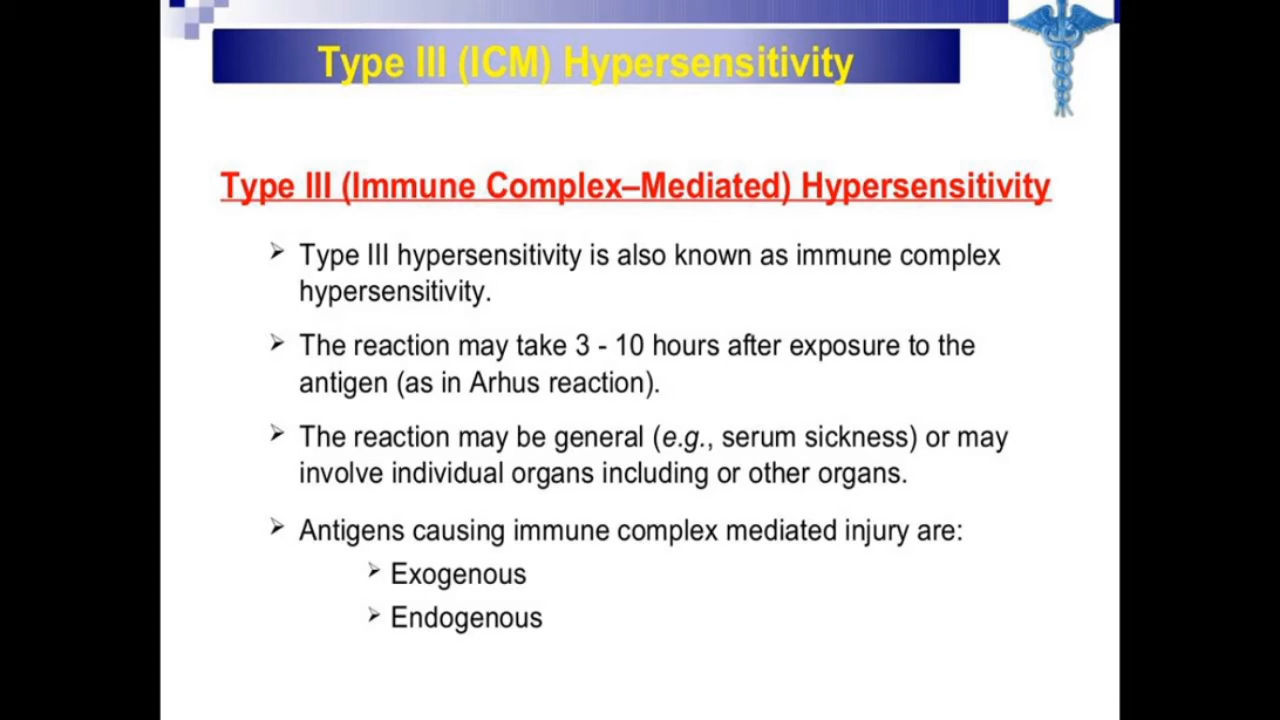 Type III (ICM) Hypersensitivity
Type III (Immune Complex–Mediated) Hypersensitivity
Type III hypersensitivity is also known as immune complex
hypersensitivity.
The reaction may take 3 - 10 hours after exposure to the
antigen (as in Arhus reaction).
The reaction may be general (e.g., serum sickness) or may
involve individual organs including or other organs.
Antigens causing immune complex mediated injury are:
Exogenous
Endogenous